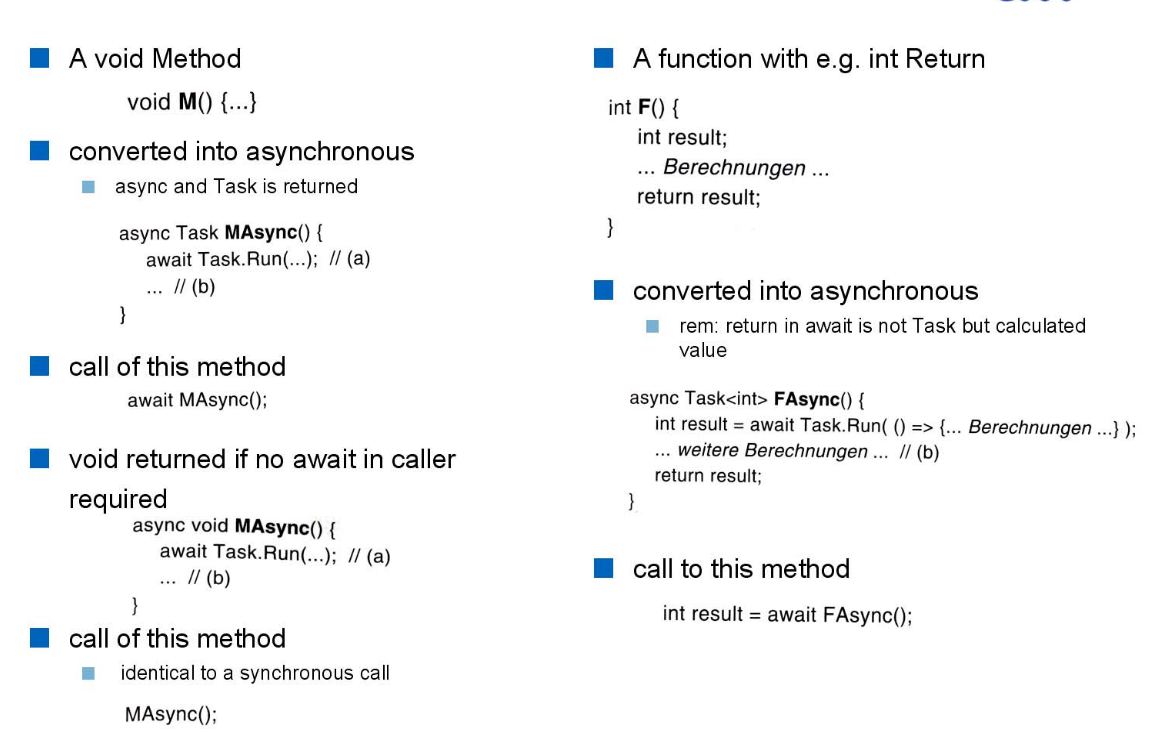 A void Method
void M() {...}
converted into asynchronous
async and Task is returned
async Task MAsync() {
await Task.Run(...); // (a)
... // (b)
}
call of this method
await MAsync();
void returned if no await in caller
required
async void MAsync() {
await Task.Run(...); // (a)
... // (b)
}
call of this method
identical to a synchronous call
MAsync();
A function with e.g. int Return
int F() {
int result;
... Berechnungen ...
return result;
}
converted into asynchronous
rem: return in await is not Task but calculated
value
async Task<int> FAsync() {
int result = await Task.Run( () => {... Berechnungen ...} );
... weitere Berechnungen ... // (b)
return result;
}
call to this method
int result = await FAsync();